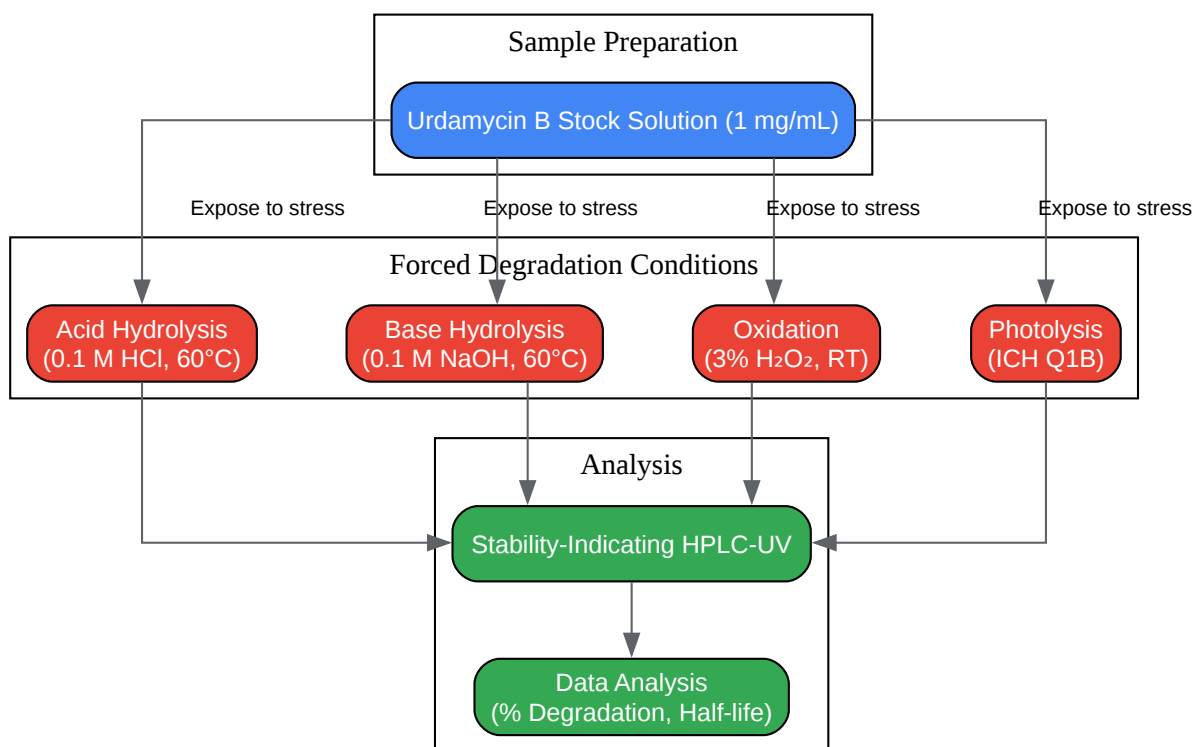 Sample Preparation
Urdamycin B Stock Solution (1 mg/mL)
Expose to stress
Expose to stress
Expose to stress
Expose to stress
Forced Degradation Conditions
Acid Hydrolysis
(0.1 M HCl, 60°C)
Base Hydrolysis
(0.1 M NaOH, 60°C)
Oxidation
(3% H₂O₂, RT)
Photolysis
(ICH Q1B)
Analysis
Stability-Indicating HPLC-UV
Data Analysis
(% Degradation, Half-life)